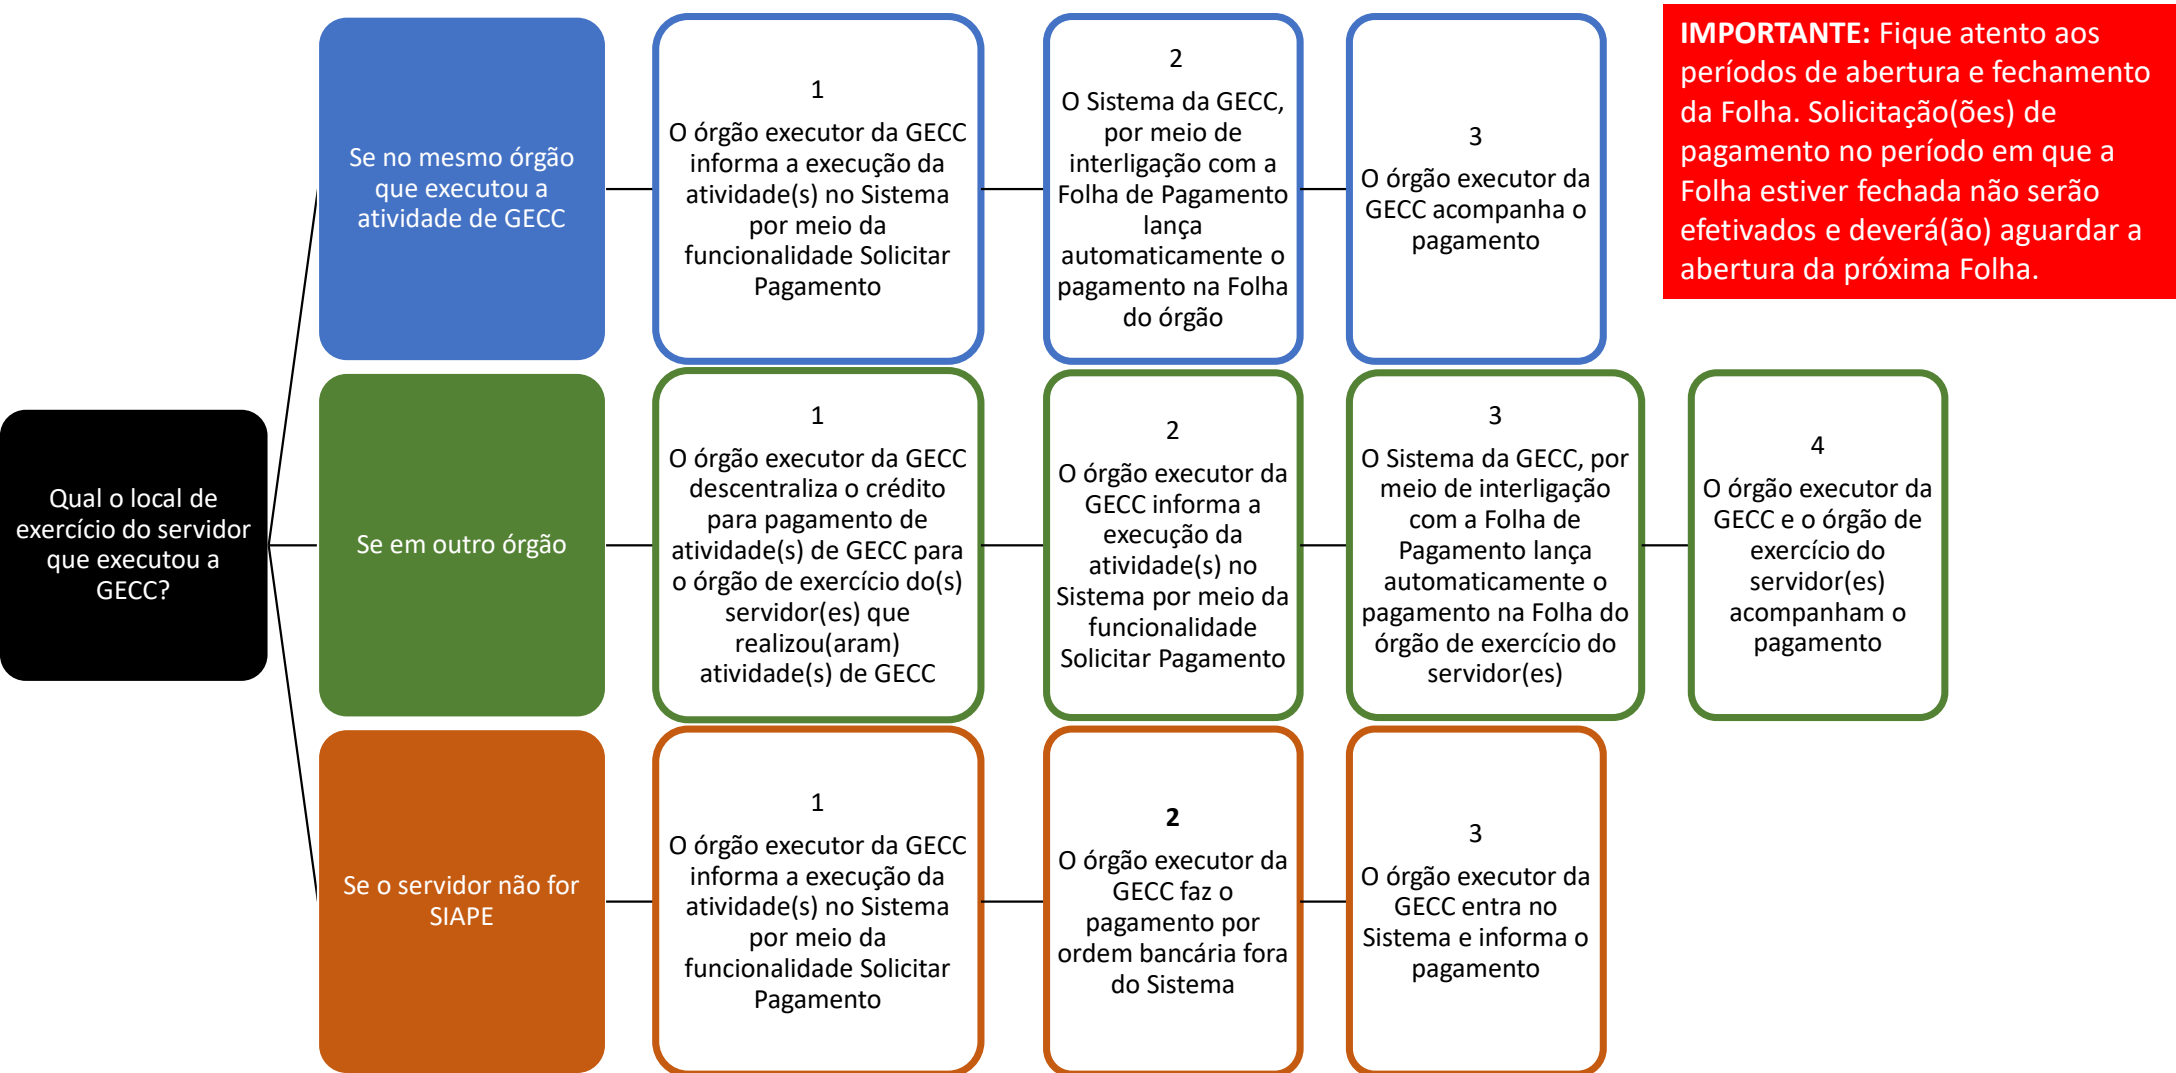 Qual o local de
exercício do servidor
que executou a
GECC?
Se no mesmo órgão
que executou a
atividade de GECC
1
O órgão executor da GECC
informa a execução da
atividade(s) no Sistema
por meio da
funcionalidade Solicitar
Pagamento
2
O Sistema da GECC,
por meio de
interligação com a
Folha de Pagamento
lança
automaticamente o
pagamento na Folha
do órgão
3
O órgão executor da
GECC acompanha o
pagamento
IMPORTANTE: Fique atento aos
períodos de abertura e fechamento
da Folha. Solicitação(ões) de
pagamento no período em que a
Folha estiver fechada não serão
efetivados e deverá(ão) aguardar a
abertura da próxima Folha.
Se em outro órgão
1
O órgão executor da GECC
descentraliza o crédito
para pagamento de
atividade(s) de GECC para
o órgão de exercício do(s)
servidor(es) que
realizou(aram)
atividade(s) de GECC
2
O órgão executor da
GECC informa a
execução da
atividade(s) no
Sistema por meio da
funcionalidade
Solicitar Pagamento
3
O Sistema da GECC, por
meio de interligação
com a Folha de
Pagamento lança
automaticamente o
pagamento na Folha do
órgão de exercício do
servidor(es)
4
O órgão executor da
GECC e o órgão de
exercício do
servidor(es)
acompanham o
pagamento
Se o servidor não for
SIAPE
1
O órgão executor da GECC
informa a execução da
atividade(s) no Sistema
por meio da
funcionalidade Solicitar
Pagamento
2
O órgão executor da
GECC faz o
pagamento por
ordem bancária fora
do Sistema
3
O órgão executor da
GECC entra no
Sistema e informa o
pagamento